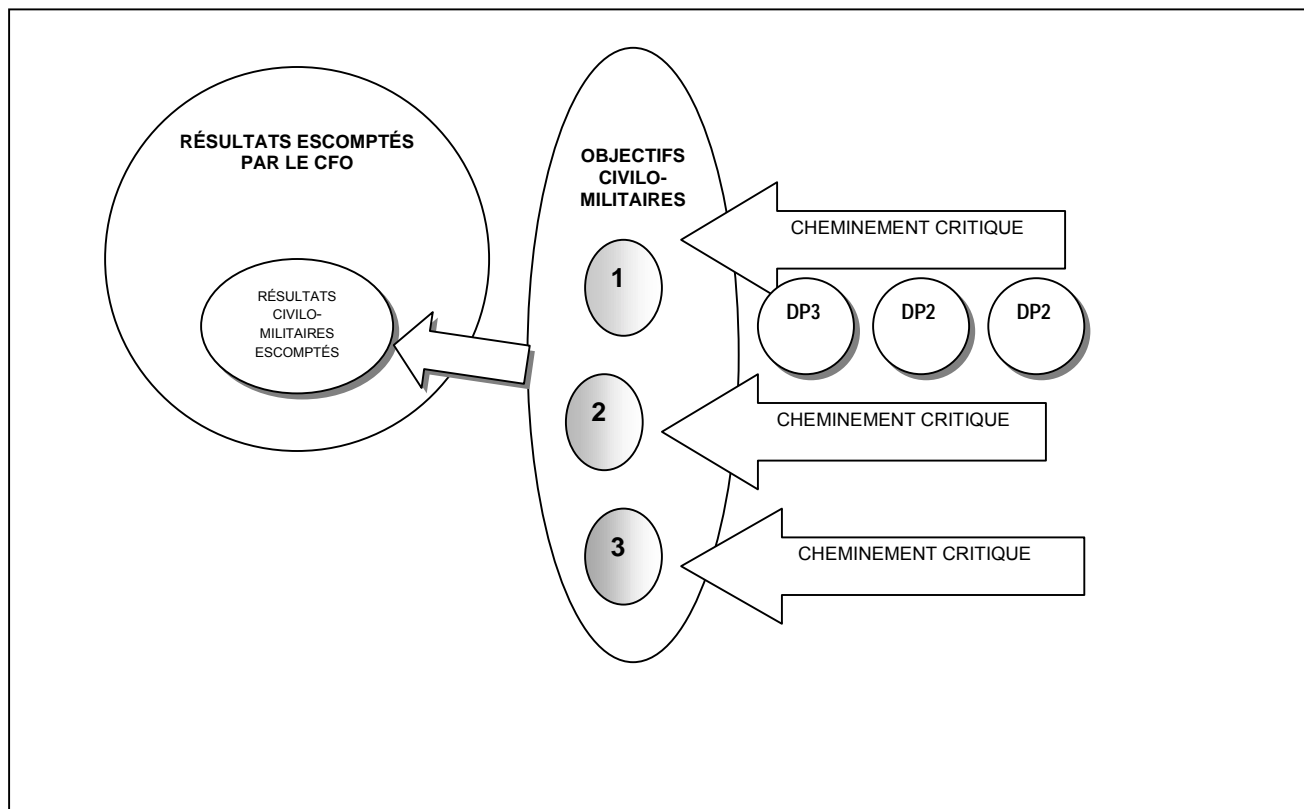 RÉSULTATS ESCOMPTÉS
PAR LE CFO
RÉSULTATS
CIVILO-
MILITAIRES
ESCOMPTÉS
OBJECTIFS
CIVILO-
MILITAIRES
1
2
3
CHEMINEMENT CRITIQUE
DP3
DP2
DP2
CHEMINEMENT CRITIQUE
CHEMINEMENT CRITIQUE